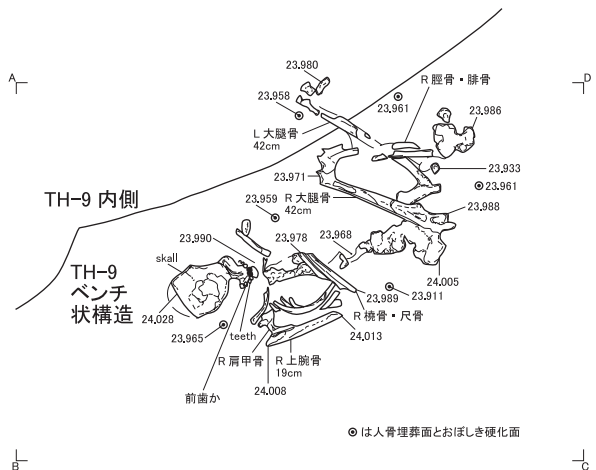 A
D
23.980
23.958
23.961
R 脛骨・腓骨
23.986
L 大腿骨
42cm
23.933
23.971
23.961
R 大腿骨
42cm
23.988
TH-9 内側
23.959
23.990
23.978
23.968
skall
TH-9
ベンチ
状構造
24.005
23.911
23.989
R 橈骨・尺骨
24.028
23.965
teeth
24.013
R 肩甲骨
R 上腕骨
19cm
前歯か
24.008
は人骨埋葬面とおぼしき硬化面
B
C